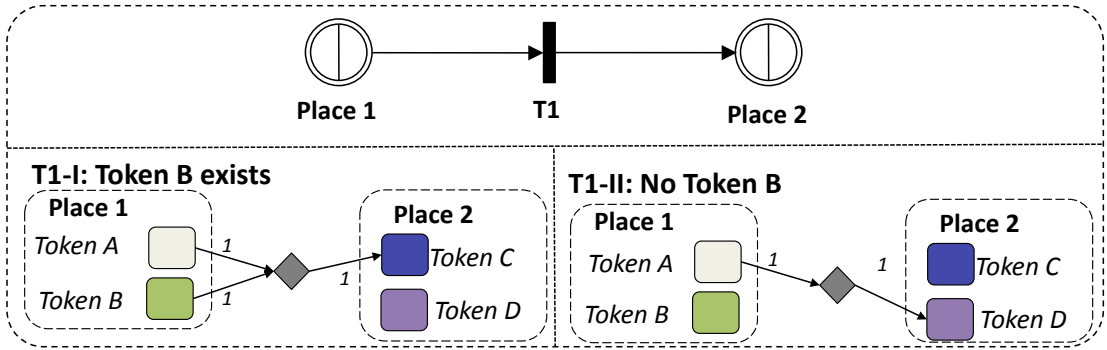 Place 1
T1
Place 2
T1-I: Token B exists
Place 1
Place 2
Token A
1
Token C
1
Token B
1
Token D
T1-II: No Token B
Place 1
Place 2
Token A
1
1
Token C
Token B
Token D